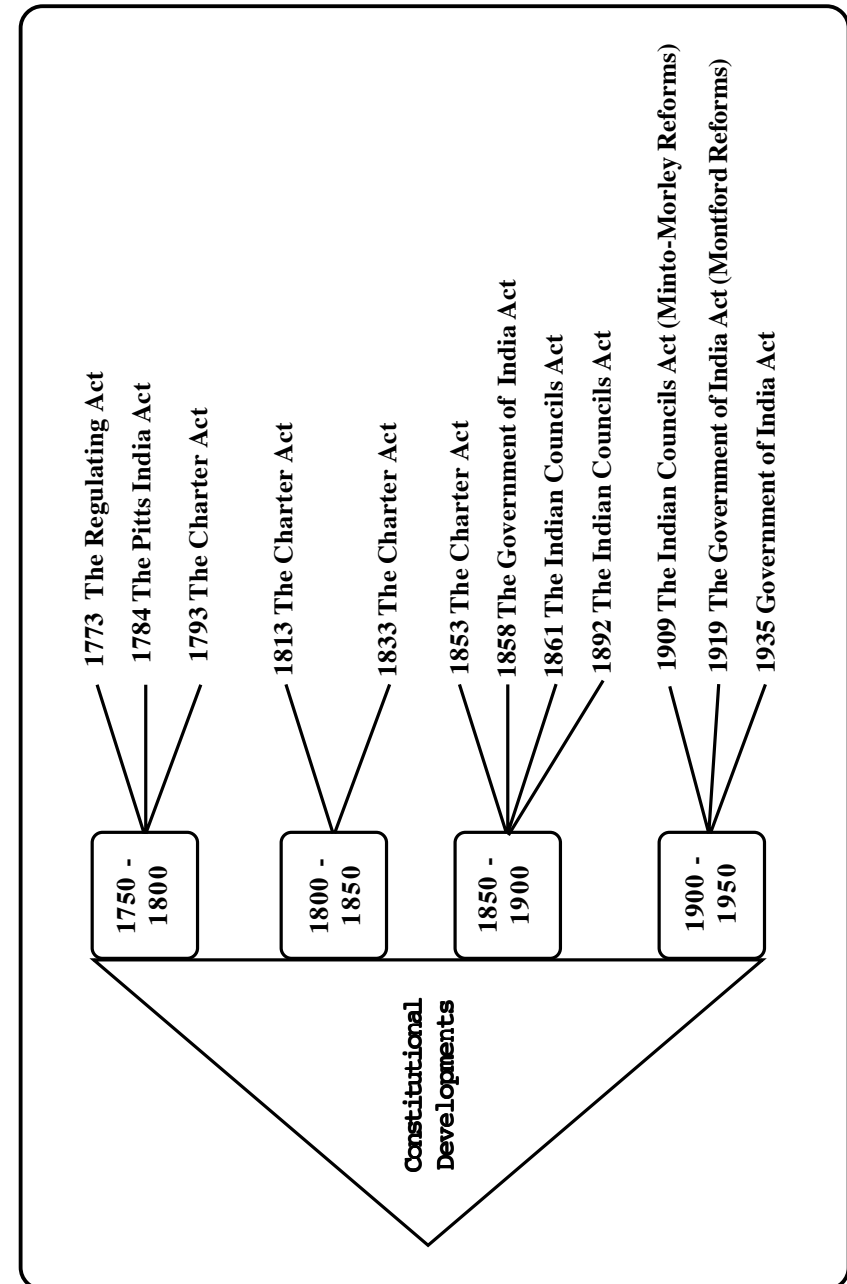 Constitutional
Developments
1750 -
1800
1773 The Regulating Act
1784 The Pitts India Act
1793 The Charter Act
1800 -
1850
1813 The Charter Act
1833 The Charter Act
1850 -
1900
1853 The Charter Act
1858 The Government of India Act
1861 The Indian Councils Act
1892 The Indian Councils Act
1900 -
1950
1909 The Indian Councils Act (Minto-Morley Reforms)
1919 The Government of India Act (Montford Reforms)
1935 Government of India Act